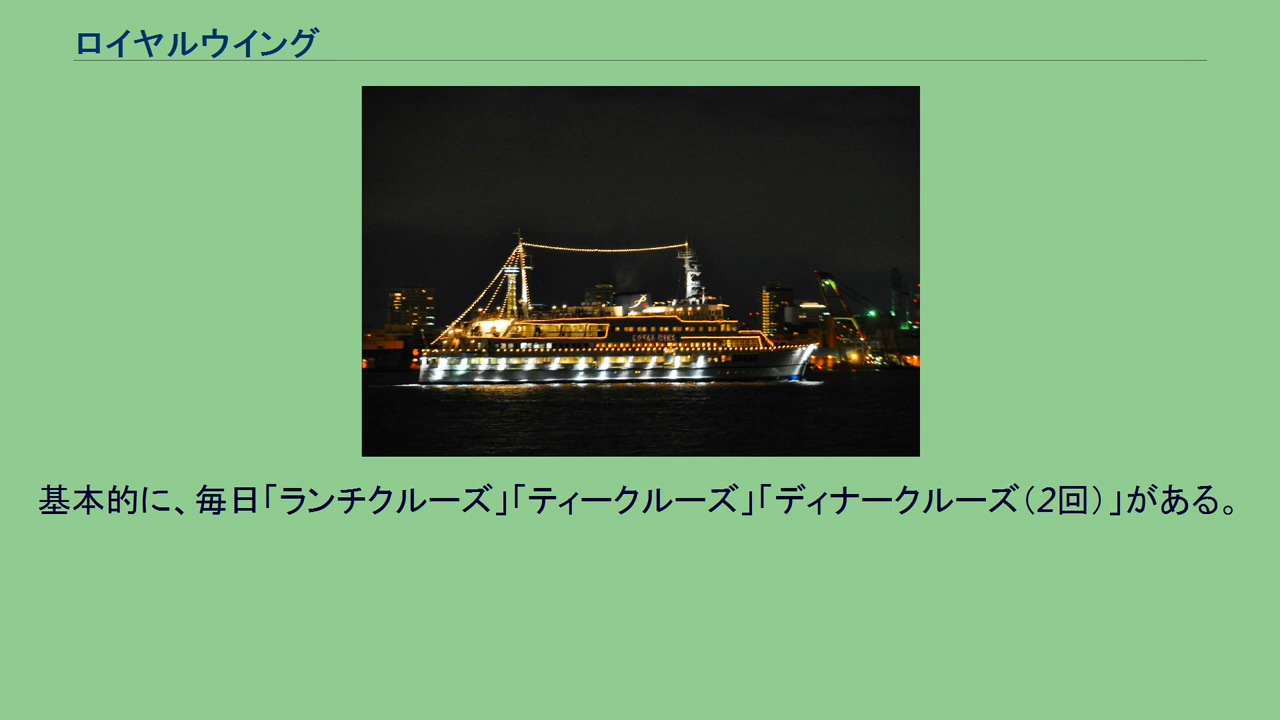 ロイヤルウイング
ROYAL WING
基本的に、毎日「ランチクルーズ」「ティークルーズ」「ディナークルーズ（2回）」がある。